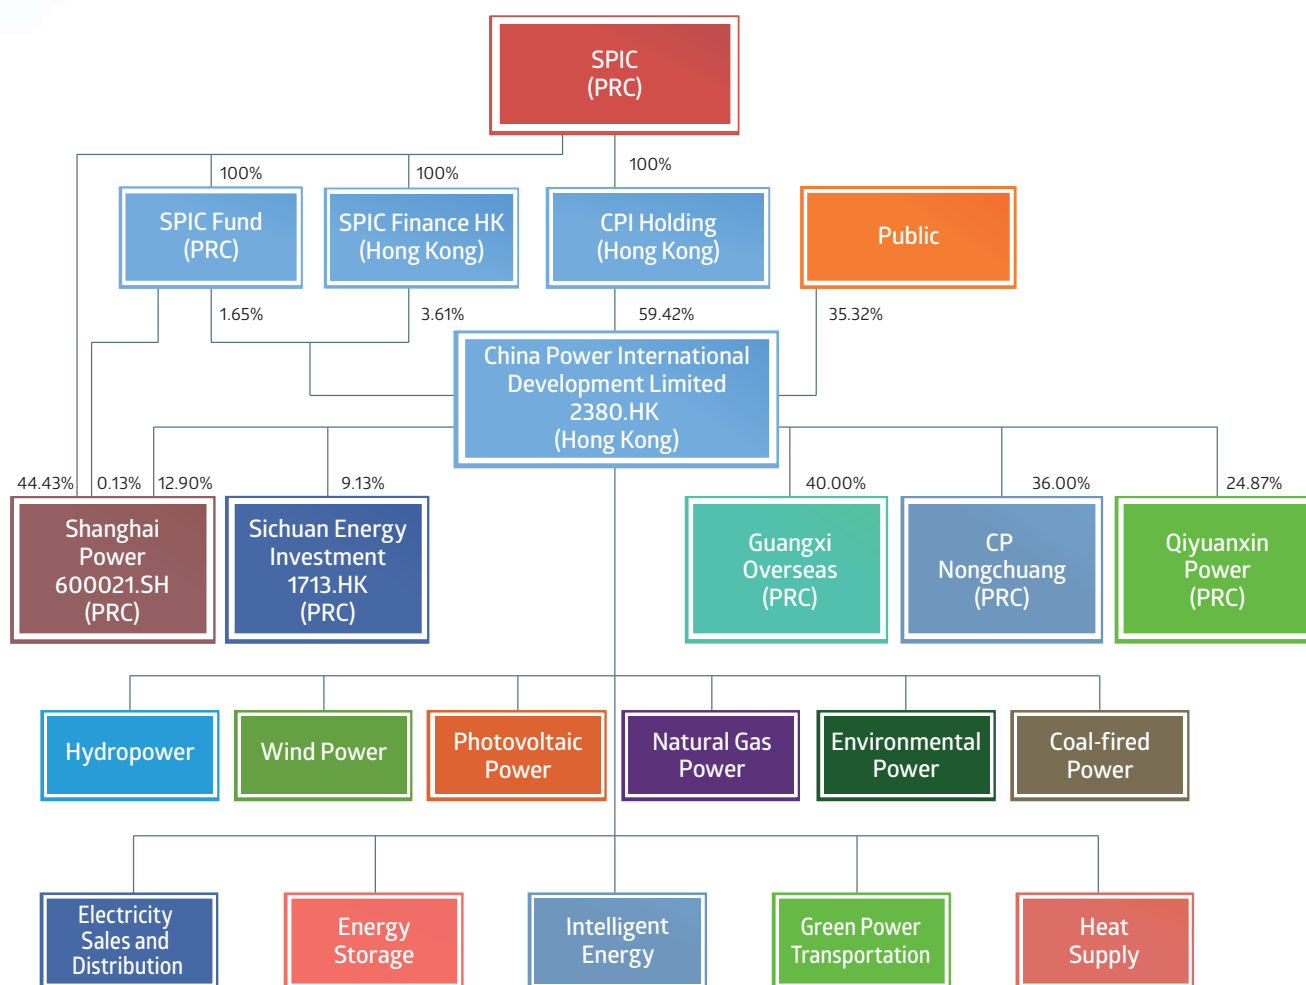 SPIC
(PRC)
100%
100%
100%
SPIC Fund
(PRC)
SPIC Finance HK
(Hong Kong)
CPI Holding
(Hong Kong)
Public
1.65%
3.61%
59.42%
35.32%
China Power International
Development Limited
2380.HK
(Hong Kong)
44.43%
0.13%
12.90%
9.13%
40.00%
36.00%
24.87%
Shanghai
Power
600021.SH
(PRC)
Sichuan Energy
Investment
1713.HK
(PRC)
Guangxi
Overseas
(PRC)
CP
Nongchuang
(PRC)
Qiyuanxin
Power
(PRC)
Hydropower
Wind Power
Photovoltaic
Power
Natural Gas
Power
Environmental
Power
Coal-fired
Power
Electricity
Sales and
Distribution
Energy
Storage
Intelligent
Energy
Green Power
Transportation
Heat
Supply